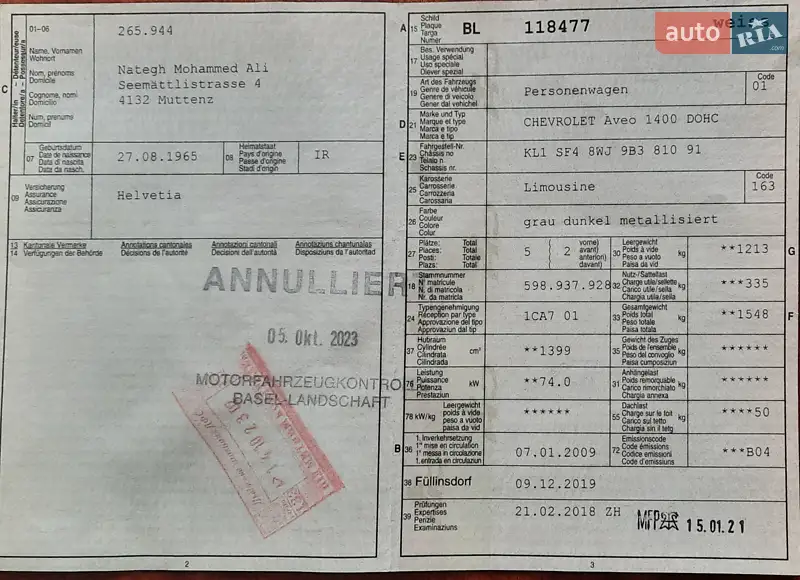 01-06
265.944
C
Halter/in - Détenteur/euse
Detentore/a - Possessur/a
Name, Vornamen
Wohnort
Nom, prénoms
Domicile
Cognome, nomi
Domicilio
Num, prenums
Domicil
Nategh Mohammed Ali
Seemättlistrasse 4
4132 Muttenz
07
Geburtsdatum
Date de naissance
Data di nascita
Data da nasch.
27.08.1965
08
Heimatstaat
Pays d'origine
Paese d'origine
Stadi d'origin
IR
09
Versicherung
Assurance
Assicurazione
Assicuranza
Helvetia
13 Kantonale Vermerke
14 Verfügungen der Behörde
Annotations cantonales
Décisions de l'autorité
Annotazioni cantonali
Decisioni dell'autorità
Annotaziuns chantunalas
Disposiziuns da l'autoritad
ANNULLIER
05. Okt. 2023
MOTORFAHRZEUGKONTRO
BASEL-LANDSCHAFT
2
A 15
Schild
Plaque
Targa
Numer
BL 118477
weiss
auto RIA .com
17
Bes. Verwendung
Usage spécial
Uso speciale
Diever spezial
19
Art des Fahrzeugs
Genre de véhicule
Genere di veicolo
Gener dal vehichel
Personenwagen
Code
01
D 21
Marke und Typ
Marque et type
Marca e tipo
Marca e tip
CHEVROLET Aveo 1400 DOHC
E 23
Fahrgestell-Nr.
Châssis no
Telaio n
Schassis nr.
KL1 SF4 8WJ 9B3 810 91
25
Karosserie
Carrosserie
Carrozzeria
Carossaria
Limousine
Code
163
26
Farbe
Couleur
Colore
Color
grau dunkel metallisiert
27
Plätze: Total
Places: Total
Posti: Totale
Plazs: Total
5 2
vorne)
avant)
anteriori)
davant)
30
Leergewicht
Poids à vide
Peso a vuoto
Paisa da vid
kg
**1213
G
18
Stammnummer
N° matricule
N. di matricola
Nr. da matricla
598.937.928
32
Nutz-/Sattellast
Charge utile/sellette
Carico utile/sella
Chargia utila/sella
kg
***335
24
Typengenehmigung
Réception par type
Approvazione del tipo
Approvaziun dal tip
1CA7 01
33
Gesamtgewicht
Poids total
Peso totale
Paisa totala
kg
**1548
F
37
Hubraum
Cylindrée
Cilindrata
Cilindrada
cm³
**1399
35
Gewicht des Zuges
Poids de l'ensemble
Peso del convoglio
Paisa cumposiziun
kg
******
76
Leistung
Puissance
Potenza
Prestaziun
kW
**74.0
31
Anhängelast
Poids remorquable
Carico rimorchiato
Chargia annexa
kg
******
78 kW/kg
Leergewicht
poids à vide
peso a vuoto
paisa da vid
******
55
Dachlast
Charge sur le toit
Carico sul tetto
Chargia sin il tetg
kg
****50
B 36
1. Inverkehrsetzung
1re mise en circulation
1a messa in circolazione
1. entrada en circulaziun
07.01.2009
72
Emissionscode
Code émissions
Codice emissioni
Code d'emissiuns
***B04
38 Füllinsdorf
09.12.2019
39
Prüfungen
Expertises
Perizie
Examinaziuns
21.02.2018 ZH
MFP 15.01.21
3